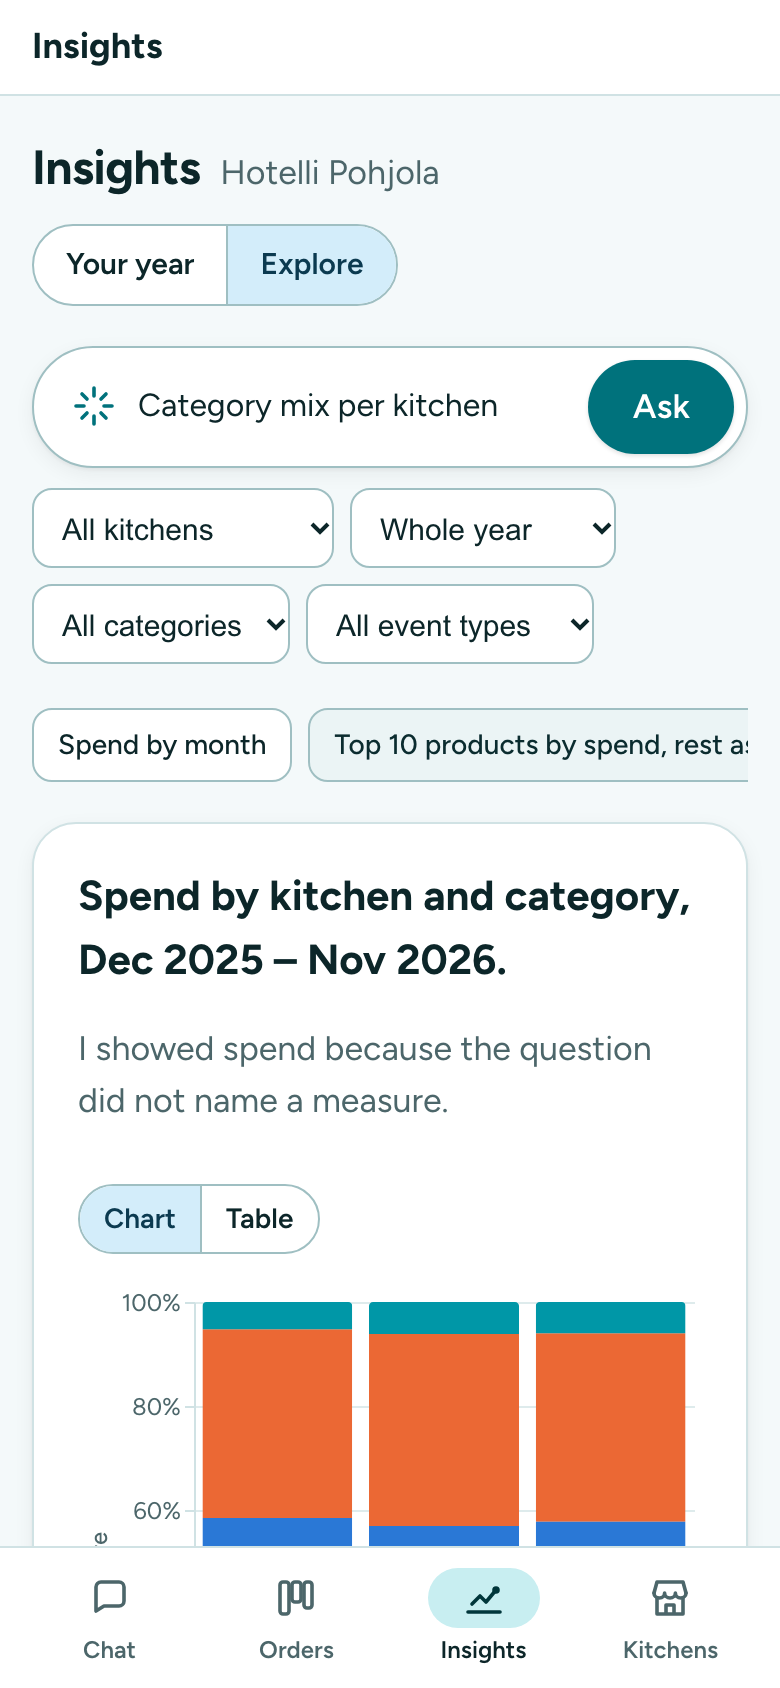 Insights
Insights Hotelli Pohjola
Your year Explore
Category mix per kitchen Ask
All kitchens Whole year
All categories All event types
Spend by month Top 10 products by spend, rest as
Spend by kitchen and category,
Dec 2025 – Nov 2026.
I showed spend because the question
did not name a measure.
Chart Table
100%
80%
60%
Chat Orders Insights Kitchens